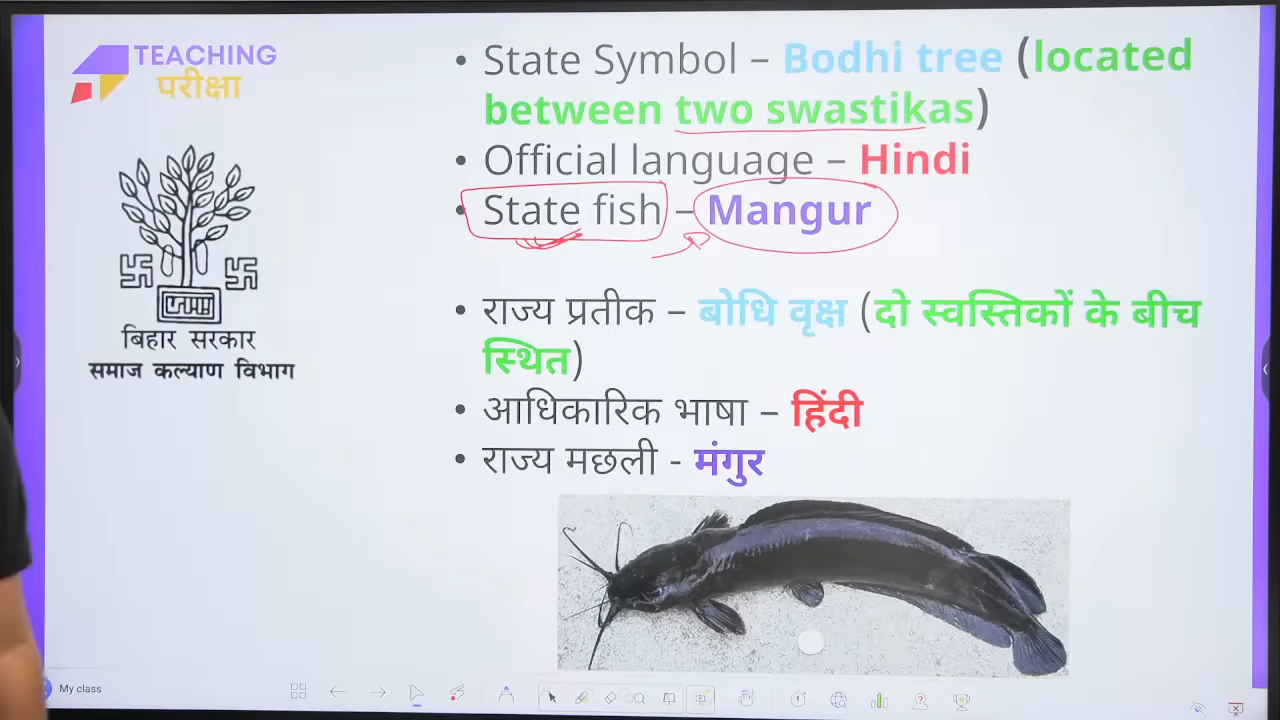 TEACHING
परीक्षा
• State Symbol – Bodhi tree (located
between two swastikas)
• Official language – Hindi
• State fish – Mangur
• राज्य प्रतीक – बोधि वृक्ष (दो स्वस्तिकों के बीच
स्थित)
• आधिकारिक भाषा – हिंदी
• राज्य मछली - मंगुर
बिहार सरकार
समाज कल्याण विभाग
My class